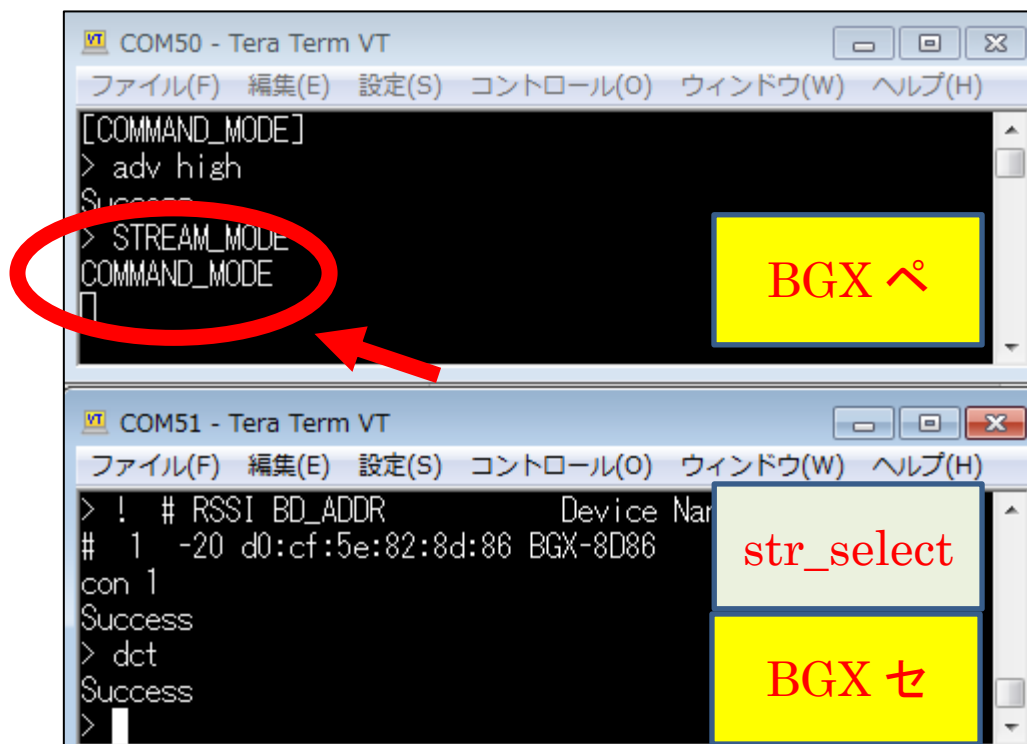 COM50 - Tera Term VT
ファイル(F) 編集(E) 設定(S) コントロール(O) ウィンドウ(W) ヘルプ(H)
[COMMAND_MODE]
> adv high
Success
> STREAM_MODE
COMMAND_MODE
BGX ペ
COM51 - Tera Term VT
ファイル(F) 編集(E) 設定(S) コントロール(O) ウィンドウ(W) ヘルプ(H)
> ! # RSSI BD_ADDR Device Nam
# 1 -20 d0:cf:5e:82:8d:86 BGX-8D86
con 1
Success
> dct
Success
>
str_select
BGX セ